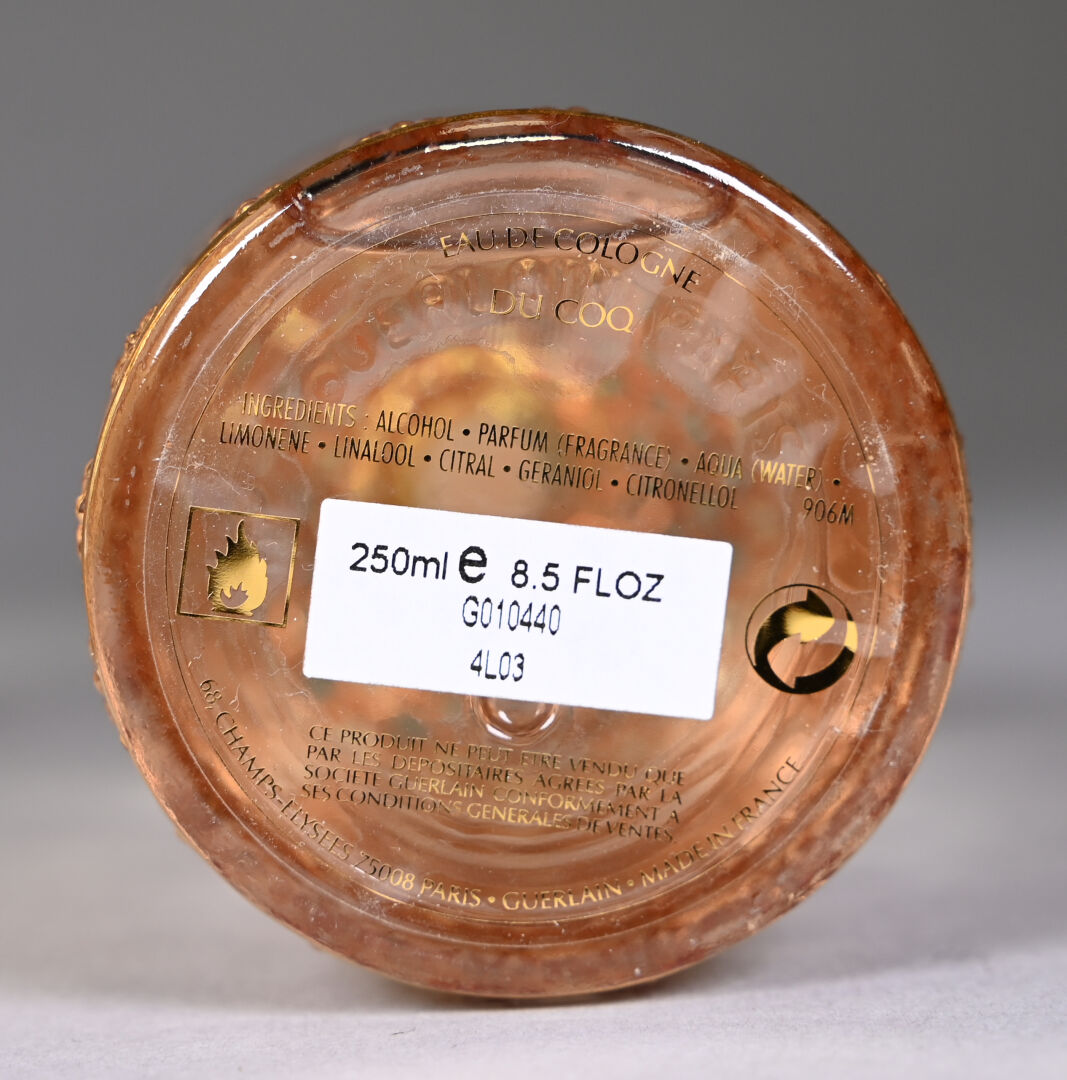 EAU DE COLOGNE
DU COQ
GUERLAIN PARIS
INGREDIENTS : ALCOHOL • PARFUM (FRAGRANCE) • AQUA (WATER) •
LIMONENE • LINALOOL • CITRAL • GERANIOL • CITRONELLOL 906M
250ml e 8.5 FLOZ
G010440
4L03
CE PRODUIT NE PEUT ETRE VENDU QUE
PAR LES DEPOSITAIRES AGREES PAR LA
SOCIETE GUERLAIN CONFORMEMENT A
SES CONDITIONS GENERALES DE VENTES.
68, CHAMPS-ELYSEES 75008 PARIS • GUERLAIN • MADE IN FRANCE